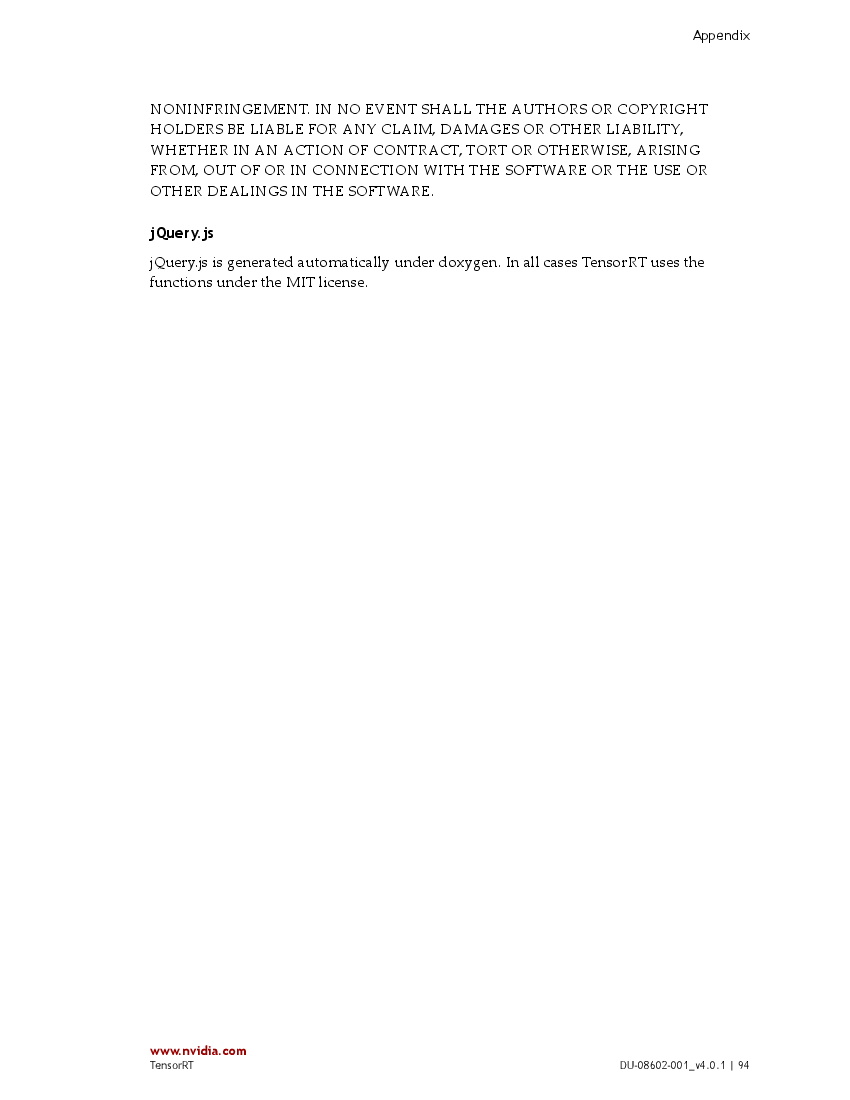 Appendix
NONINFRINGEMENT. IN NO EVENT SHALL THE AUTHORS OR COPYRIGHT
HOLDERS BE LIABLE FOR ANY CLAIM, DAMAGES OR OTHER LIABILITY,
WHETHER IN AN ACTION OF CONTRACT, TORT OR OTHERWISE, ARISING
FROM, OUT OF OR IN CONNECTION WITH THE SOFTWARE OR THE USE OR
OTHER DEALINGS IN THE SOFTWARE.
jQuery.js
jQuery.js is generated automatically under doxygen. In all cases TensorRT uses the
functions under the MIT license.
www.nvidia.com
TensorRT DU-08602-001_v4.0.1 | 94